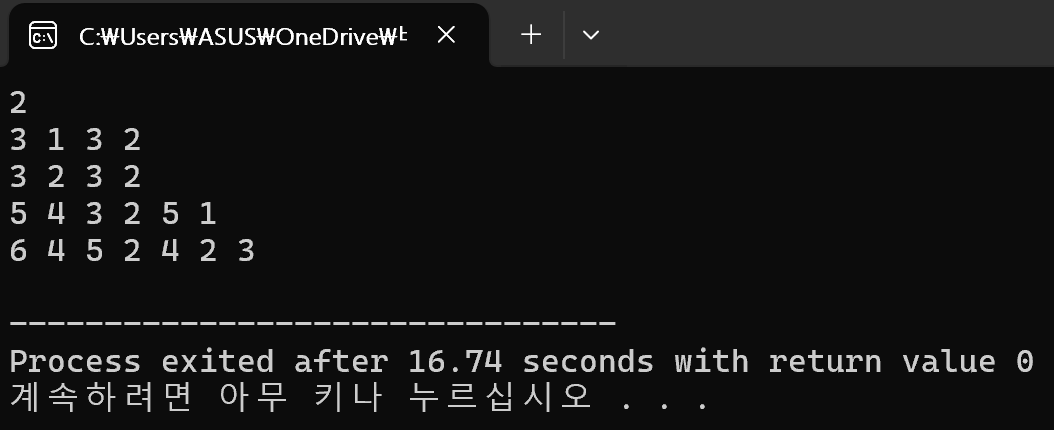 C:₩Users₩ASUS₩OneDrive₩
2
3 1 3 2
3 2 3 2
5 4 3 2 5 1
6 4 5 2 4 2 3
--------------------------------
Process exited after 16.74 seconds with return value 0
계속하려면 아무 키나 누르십시오 . . .